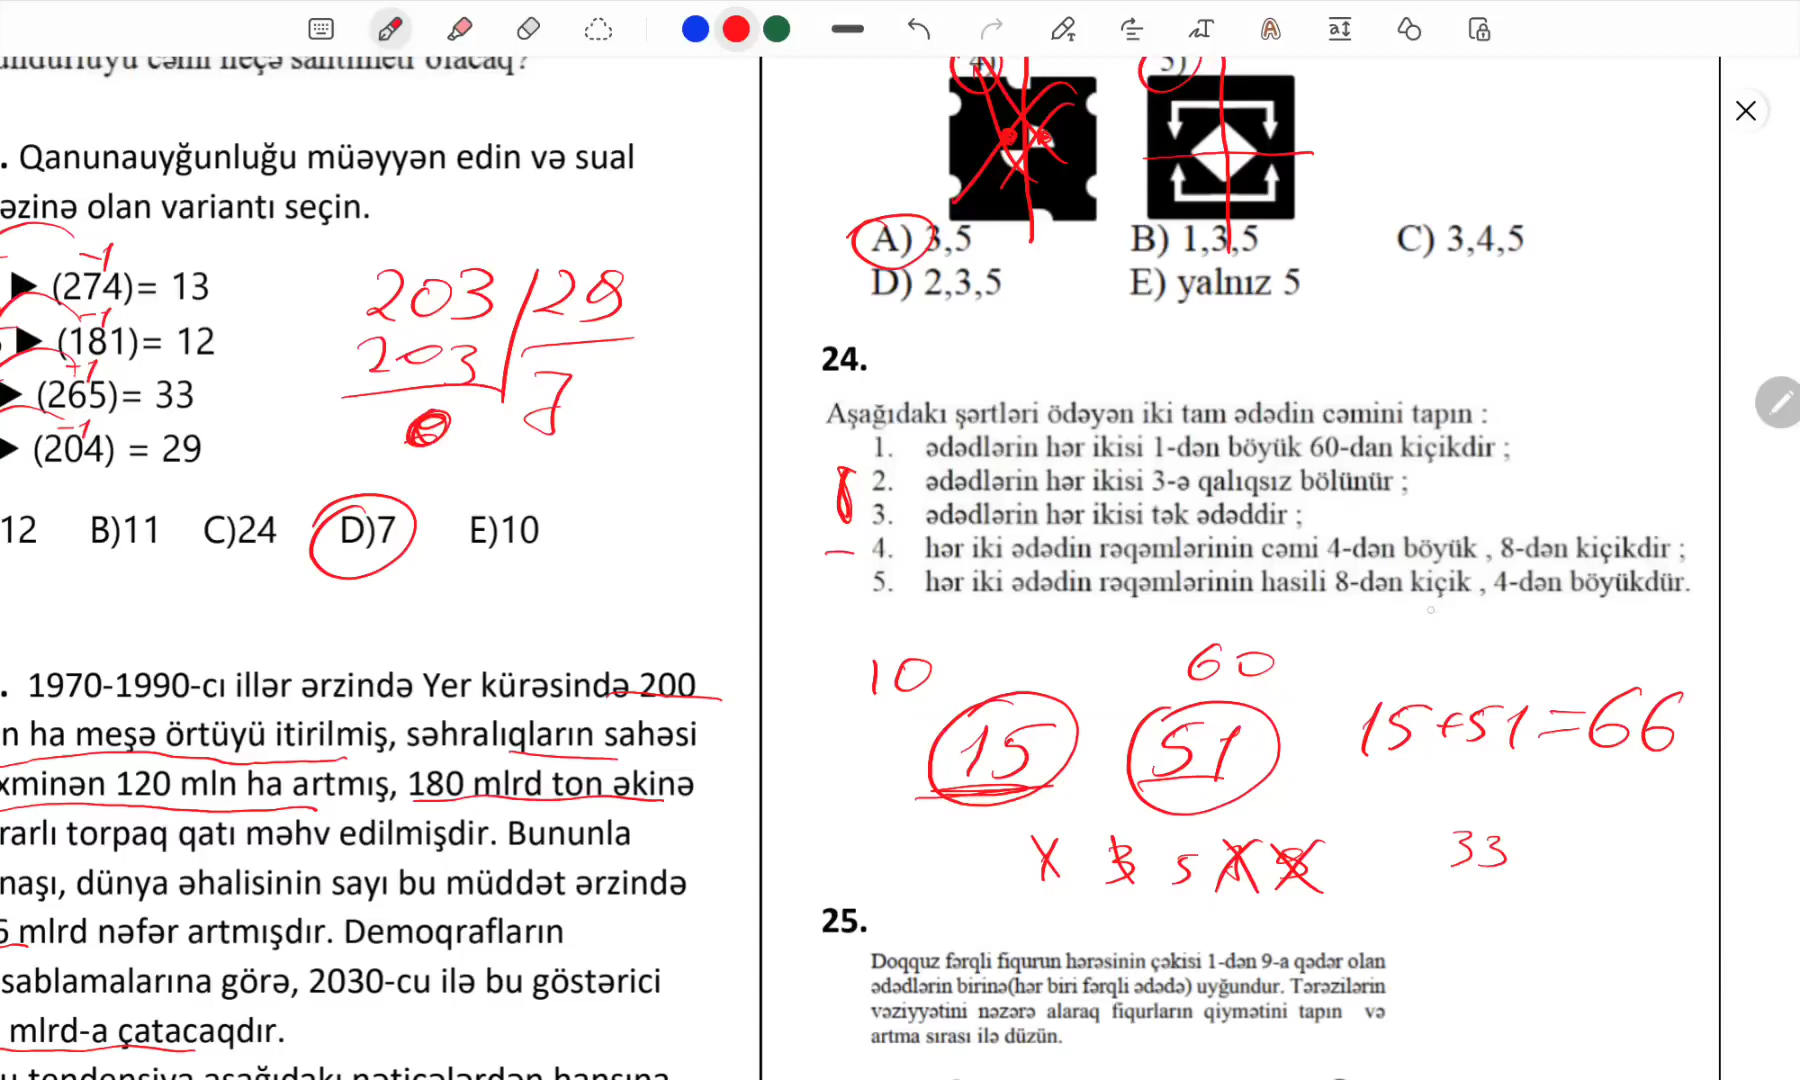 . Qanunauyğunluğu müəyyən edin və sual
əzinə olan variantı seçin.
-1
(274)= 13
-1
(181)= 12
+1
(265)= 33
-1
(204) = 29
203 28
203 7
12 B)11 C)24 D)7 E)10
. 1970-1990-cı illər ərzində Yer kürəsində 200
n ha meşə örtüyü itirilmiş, səhralıqların sahəsi
xminən 120 mln ha artmış, 180 mlrd ton əkinə
rarlı torpaq qatı məhv edilmişdir. Bununla
naşı, dünya əhalisinin sayı bu müddət ərzində
mlrd nəfər artmışdır. Demoqrafların
sablamalarına görə, 2030-cu ilə bu göstərici
mlrd-a çatacaqdır.
4) 5)
A) 3,5 B) 1,3,5 C) 3,4,5
D) 2,3,5 E) yalnız 5
24.
Aşağıdakı şərtləri ödəyən iki tam ədədin cəmini tapın :
1. ədədlərin hər ikisi 1-dən böyük 60-dan kiçikdir ;
2. ədədlərin hər ikisi 3-ə qalıqsız bölünür ;
3. ədədlərin hər ikisi tək ədəddir ;
4. hər iki ədədin rəqəmlərinin cəmi 4-dən böyük , 8-dən kiçikdir ;
5. hər iki ədədin rəqəmlərinin hasili 8-dən kiçik , 4-dən böyükdür.
10 60
15 51 15+51=66
5 33
25.
Doqquz fərqli fiqurun hərəsinin çəkisi 1-dən 9-a qədər olan
ədədlərin birinə(hər biri fərqli ədədə) uyğundur. Tərəzilərin
vəziyyətini nəzərə alaraq fiqurların qiymətini tapın və
artma sırası ilə düzün.